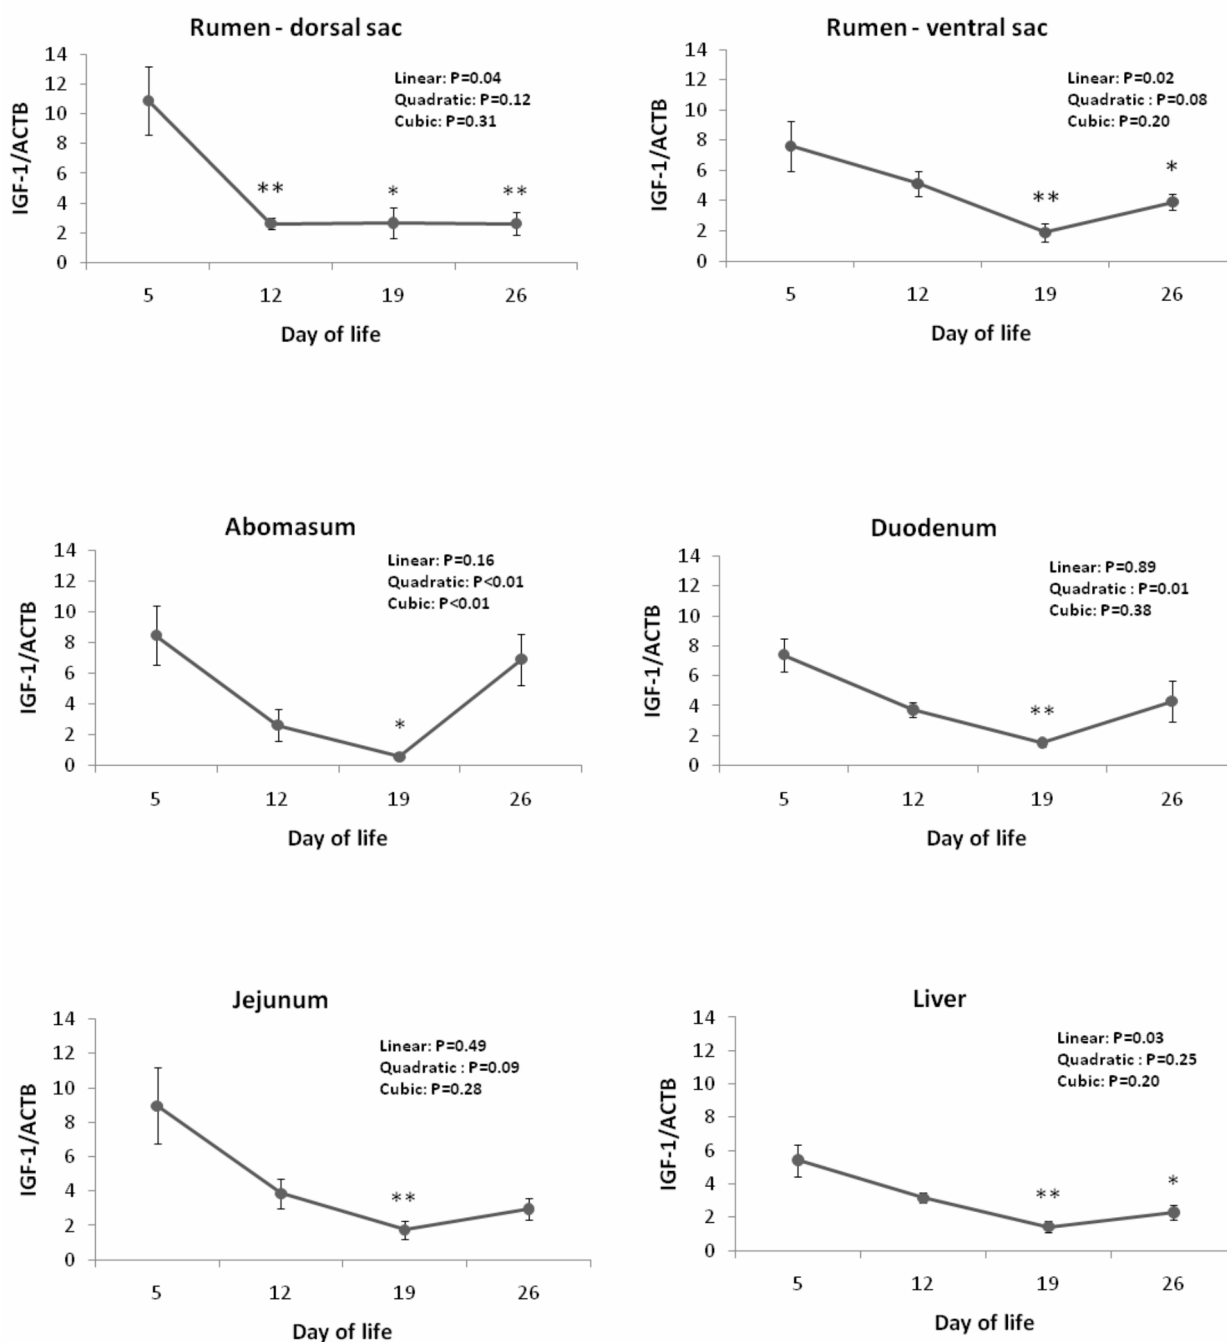 Rumen - dorsal sac
Linear: P=0.04
Quadratic: P=0.12
Cubic: P=0.31
IGF-1/ACTB
14
12
10
8
6
4
2
0
** * **
5 12 19 26
Day of life
Rumen - ventral sac
Linear: P=0.02
Quadratic : P=0.08
Cubic: P=0.20
IGF-1/ACTB
14
12
10
8
6
4
2
0
** *
5 12 19 26
Day of life
Abomasum
Linear: P=0.16
Quadratic: P<0.01
Cubic: P<0.01
IGF-1/ACTB
14
12
10
8
6
4
2
0
*
5 12 19 26
Day of life
Duodenum
Linear: P=0.89
Quadratic : P=0.01
Cubic: P=0.38
IGF-1/ACTB
14
12
10
8
6
4
2
0
**
5 12 19 26
Day of life
Jejunum
Linear: P=0.49
Quadratic : P=0.09
Cubic: P=0.28
IGF-1/ACTB
14
12
10
8
6
4
2
0
**
5 12 19 26
Day of life
Liver
Linear: P=0.03
Quadratic : P=0.25
Cubic: P=0.20
IGF-1/ACTB
14
12
10
8
6
4
2
0
** *
5 12 19 26
Day of life